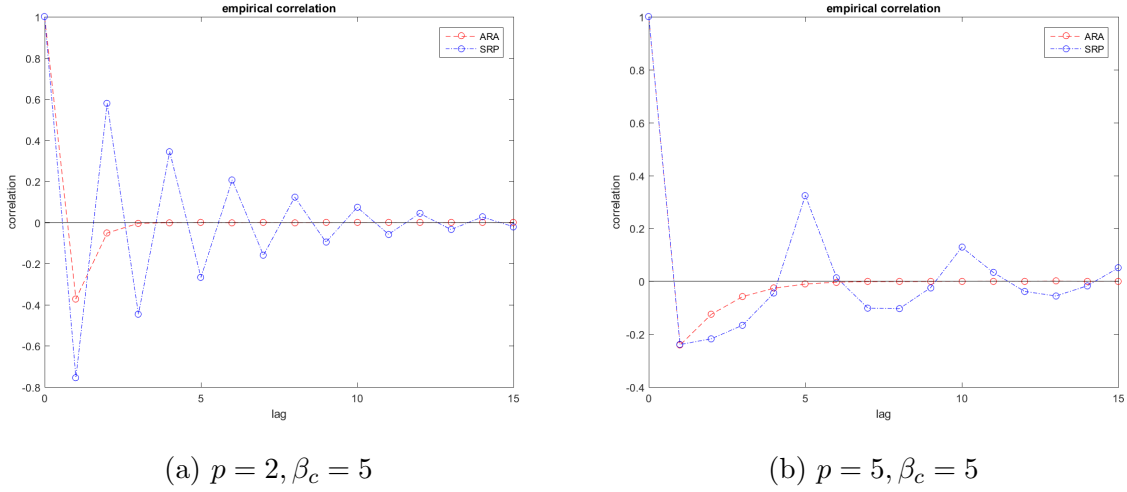 empirical correlation
ARA
SRP
1
0.8
0.6
0.4
0.2
0
-0.2
-0.4
-0.6
-0.8
correlation
0 5 10 15
lag
(a) p = 2, β_c = 5
empirical correlation
ARA
SRP
1
0.8
0.6
0.4
0.2
0
-0.2
-0.4
correlation
0 5 10 15
lag
(b) p = 5, β_c = 5